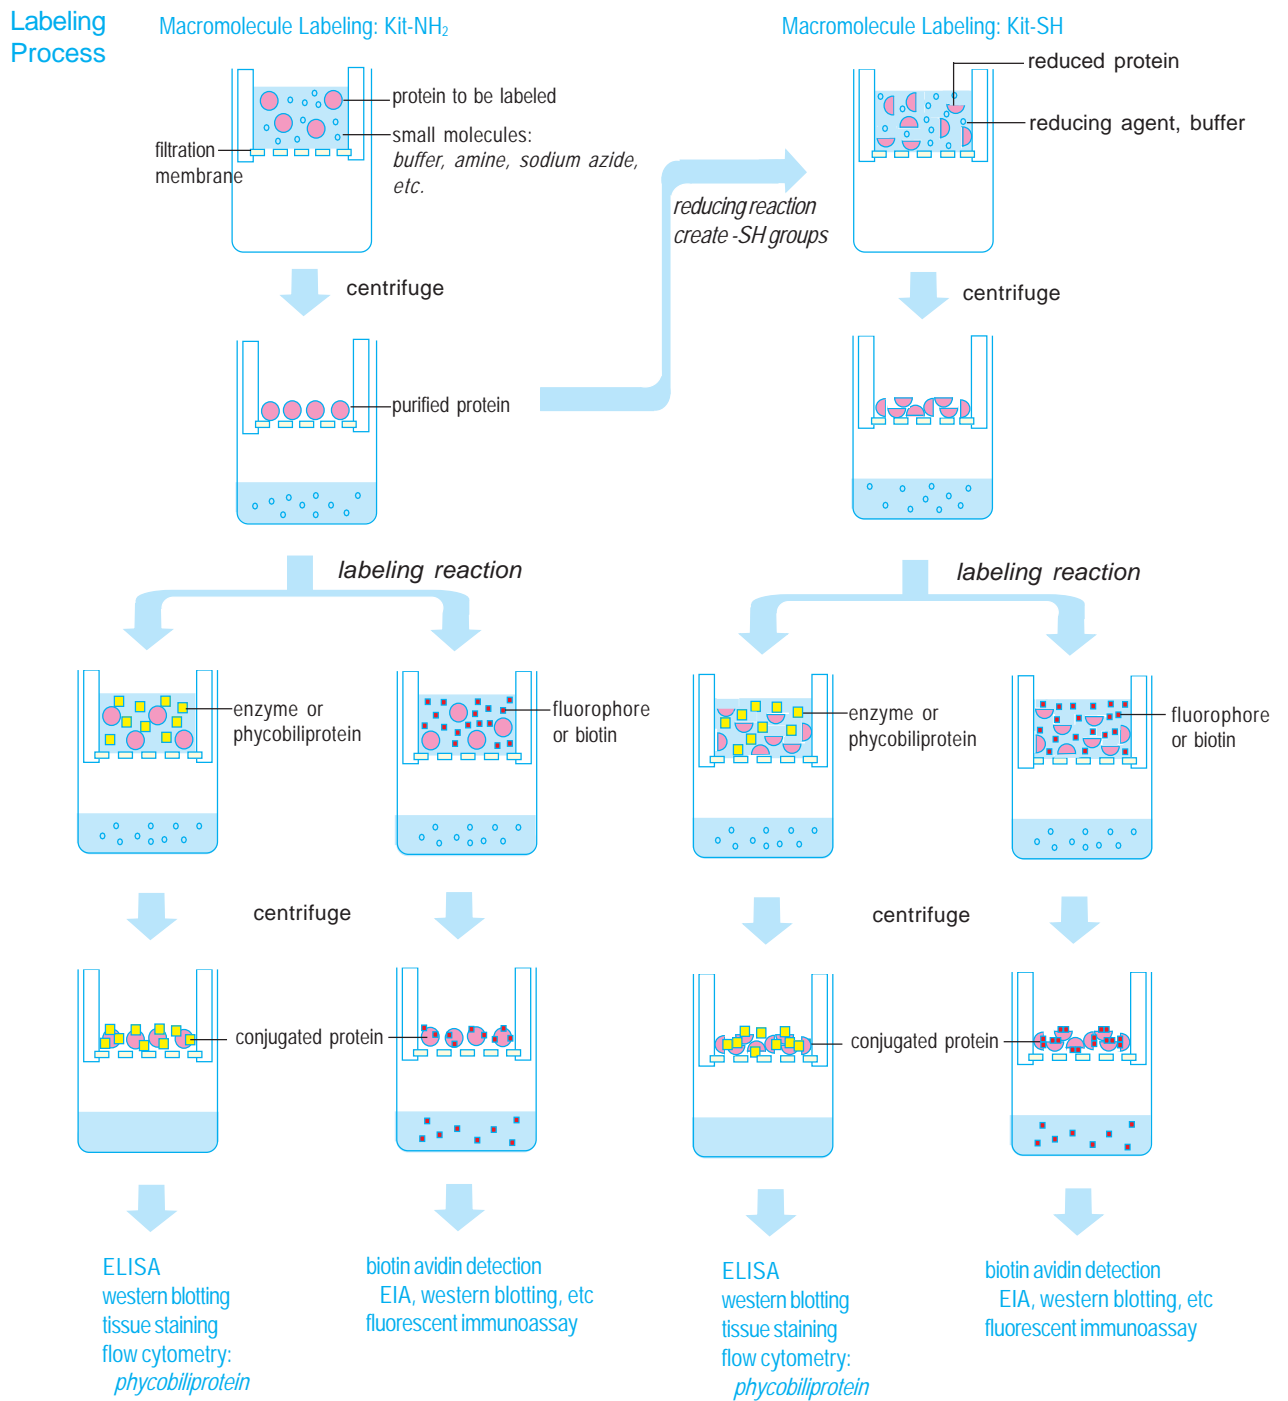 Labeling
Process
Macromolecule Labeling: Kit-NH₂
Macromolecule Labeling: Kit-SH
protein to be labeled
small molecules:
buffer, amine, sodium azide,
etc.
filtration
membrane
reduced protein
reducing agent, buffer
reducing reaction
create -SH groups
centrifuge
centrifuge
purified protein
labeling reaction
labeling reaction
enzyme or
phycobiliprotein
fluorophore
or biotin
enzyme or
phycobiliprotein
fluorophore
or biotin
centrifuge
centrifuge
conjugated protein
conjugated protein
ELISA
western blotting
tissue staining
flow cytometry:
phycobiliprotein
biotin avidin detection
EIA, western blotting, etc
fluorescent immunoassay
ELISA
western blotting
tissue staining
flow cytometry:
phycobiliprotein
biotin avidin detection
EIA, western blotting, etc
fluorescent immunoassay